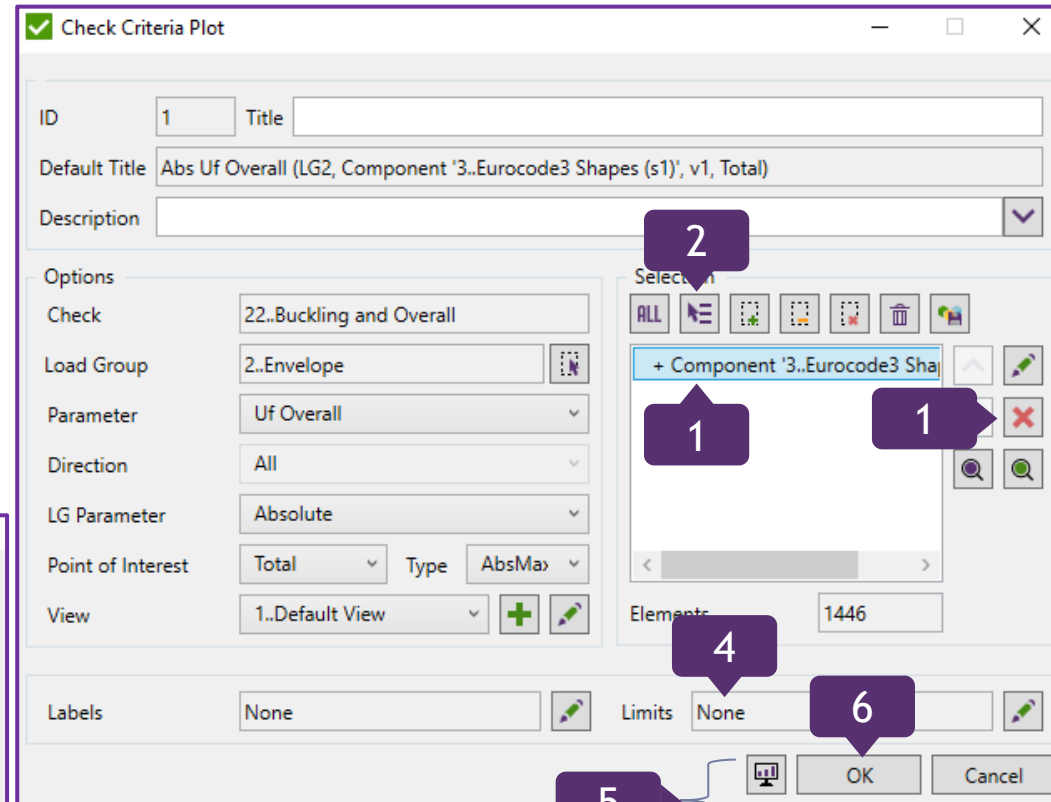 Check Criteria Plot
ID 1 Title
Default Title Abs Uf Overall (LG2, Component '3..Eurocode3 Shapes (s1)', v1, Total)
Description
2
Options
Check 22..Buckling and Overall
Load Group 2..Envelope
Parameter Uf Overall
Direction All
LG Parameter Absolute
Point of Interest Total Type AbsMax
View 1..Default View
ALL
+ Component '3..Eurocode3
1
1
Elements 1446
4
Labels None
Limits None
6
OK Cancel
5